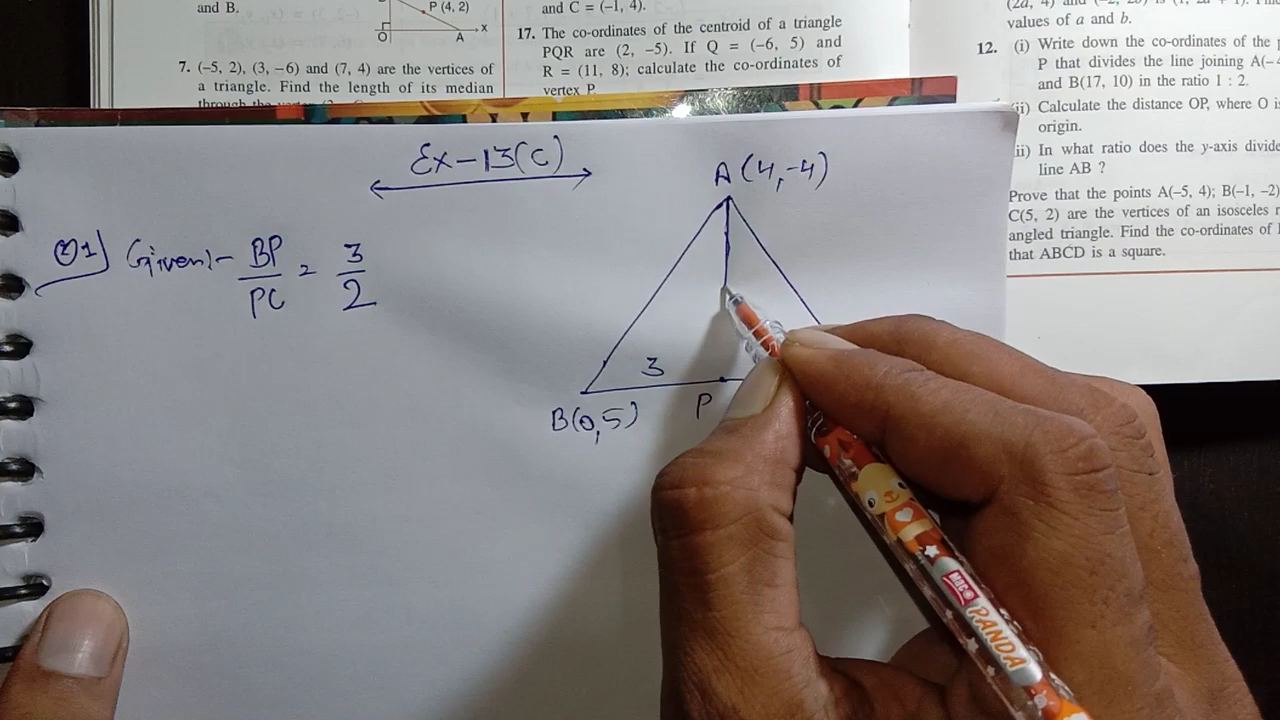 and B.
P (4, 2)
O
A
X
7. (–5, 2), (3, –6) and (7, 4) are the vertices of
a triangle. Find the length of its median
through the
and C = (–1, 4).
17. The co-ordinates of the centroid of a triangle
PQR are (2, –5). If Q = (–6, 5) and
R = (11, 8); calculate the co-ordinates of
vertex P
values of a and b.
12. (i) Write down the co-ordinates of the
P that divides the line joining A(–4
and B(17, 10) in the ratio 1 : 2.
ii) Calculate the distance OP, where O i
origin.
ii) In what ratio does the y-axis divide
line AB ?
Prove that the points A(–5, 4); B(–1, –2)
C(5, 2) are the vertices of an isosceles
angled triangle. Find the co-ordinates of
that ABCD is a square.
Ex-13(C)
Q1) Given:- BP/PC = 3/2
A(4,-4)
3
B(0,5) P
Mac
PANDA